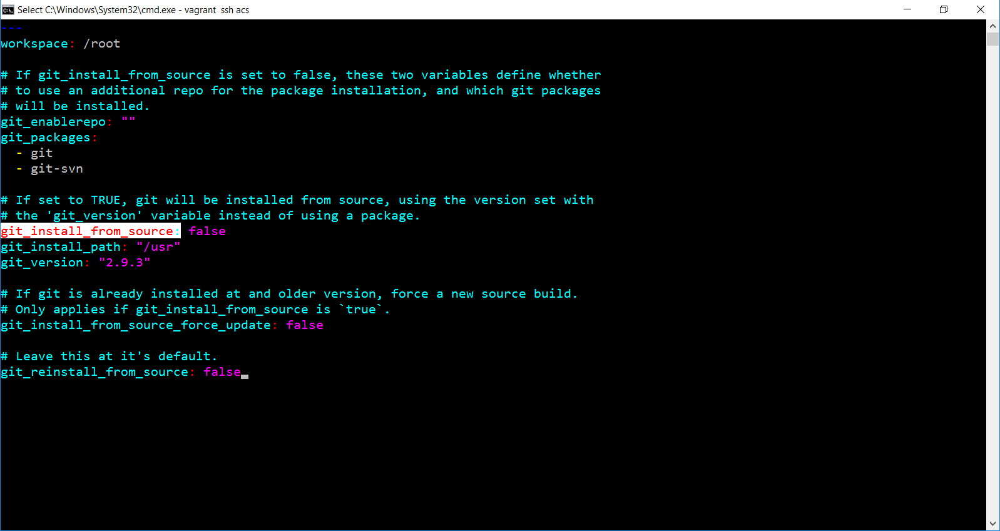 Select C:\Windows\System32\cmd.exe - vagrant  ssh acs
---
workspace: /root

# If git_install_from_source is set to false, these two variables define whether
# to use an additional repo for the package installation, and which git packages
# will be installed.
git_enablerepo: ""
git_packages:
  - git
  - git-svn

# If set to TRUE, git will be installed from source, using the version set with
# the 'git_version' variable instead of using a package.
git_install_from_source: false
git_install_path: "/usr"
git_version: "2.9.3"

# If git is already installed at and older version, force a new source build.
# Only applies if git_install_from_source is `true`.
git_install_from_source_force_update: false

# Leave this at it's default.
git_reinstall_from_source: false